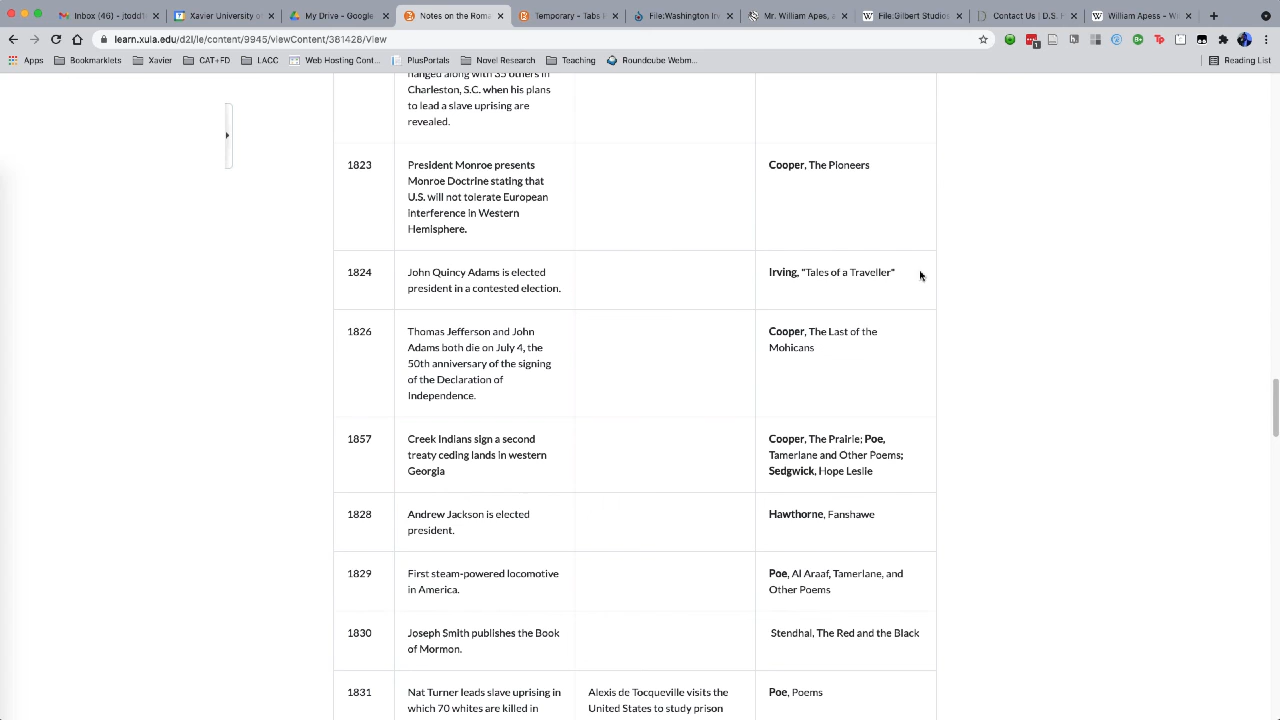 Inbox (46) - jtodd1
Xavier University of
My Drive - Google
Notes on the Roma
Temporary - Tabs
File:Washington Irv
Mr. William Apes, a
File:Gilbert Studios
Contact Us | D.S. H
William Apess - Wi
learn.xula.edu/d2l/le/content/9945/viewContent/381428/View
Apps
Bookmarklets
Xavier
CAT+FD
LACC
Web Hosting Cont...
PlusPortals
Novel Research
Teaching
Roundcube Webm...
Reading List
hanged along with 35 others in
Charleston, S.C. when his plans
to lead a slave uprising are
revealed.
1823
President Monroe presents
Monroe Doctrine stating that
U.S. will not tolerate European
interference in Western
Hemisphere.
Cooper, The Pioneers
1824
John Quincy Adams is elected
president in a contested election.
Irving, "Tales of a Traveller"
1826
Thomas Jefferson and John
Adams both die on July 4, the
50th anniversary of the signing
of the Declaration of
Independence.
Cooper, The Last of the
Mohicans
1857
Creek Indians sign a second
treaty ceding lands in western
Georgia
Cooper, The Prairie; Poe,
Tamerlane and Other Poems;
Sedgwick, Hope Leslie
1828
Andrew Jackson is elected
president.
Hawthorne, Fanshawe
1829
First steam-powered locomotive
in America.
Poe, Al Araaf, Tamerlane, and
Other Poems
1830
Joseph Smith publishes the Book
of Mormon.
Stendhal, The Red and the Black
1831
Nat Turner leads slave uprising in
which 70 whites are killed in
Alexis de Tocqueville visits the
United States to study prison
Poe, Poems